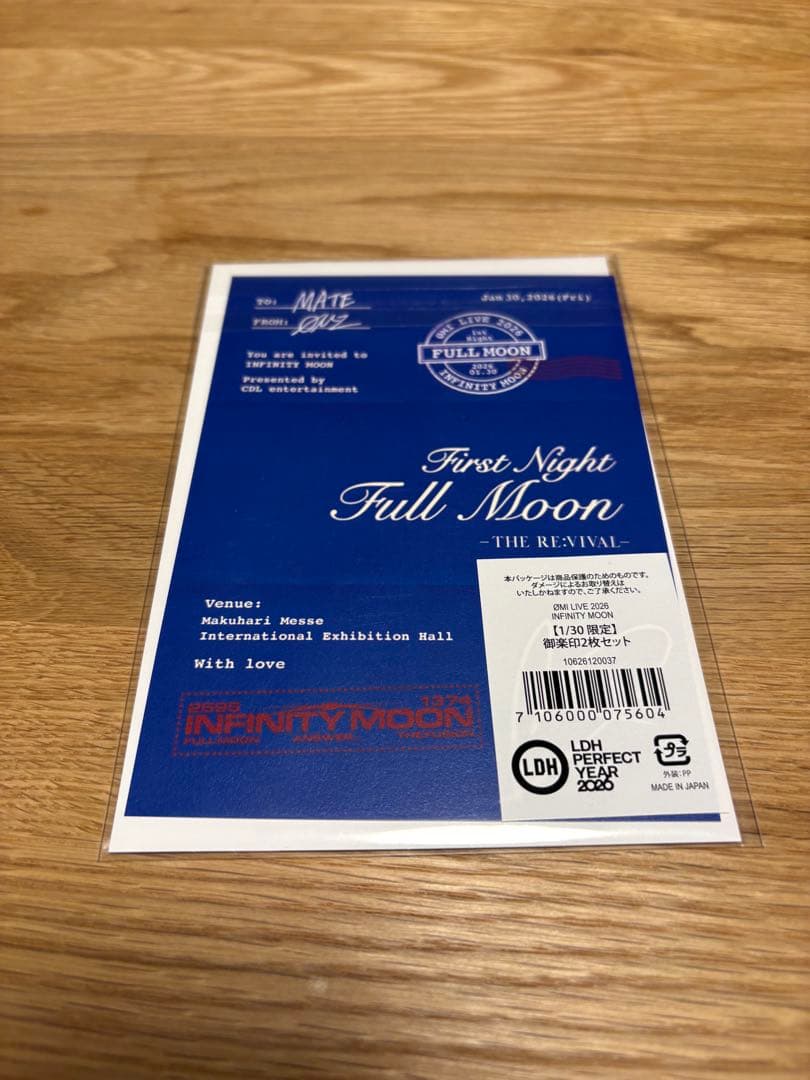 TO: MATE
FROM: ØMI
Jan 30, 2026(Fri)
You are invited to
INFINITY MOON
Presented by
CDL entertainment
ØMI LIVE 2026
1st
Night
FULL MOON
2026
01.30
INFINITY MOON
First Night
Full Moon
-THE RE:VIVAL-
Venue:
Makuhari Messe
International Exhibition Hall
With love
2695 1371
INFINITY MOON
FULLMOON ANSWER THEFUSION
本パッケージは商品保護のためのものです。
ダメージによるお取り替えは
いたしかねますので、ご了承ください。
ØMI LIVE 2026
INFINITY MOON
【1/30 限定】
御楽印2枚セット
10626120037
7 106000 075604
LDH
LDH
PERFECT
YEAR
2026
プラ
外装:PP
MADE IN JAPAN